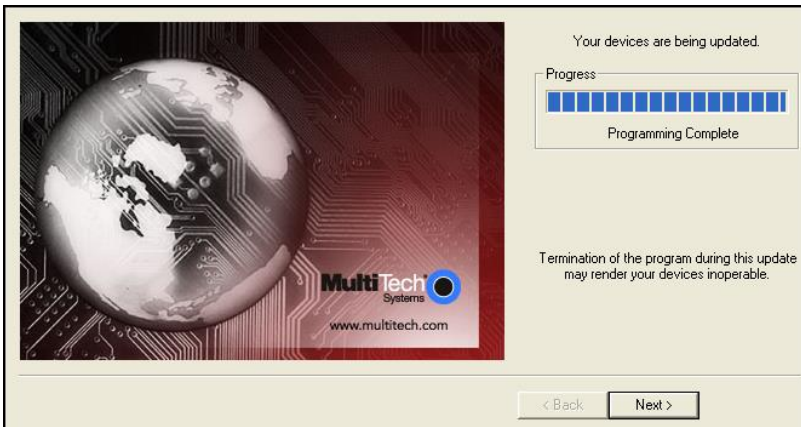 Your devices are being updated.
Progress
Programming Complete
Termination of the program during this update
may render your devices inoperable.
MultiTech
Systems
www.multitech.com
< Back
Next >